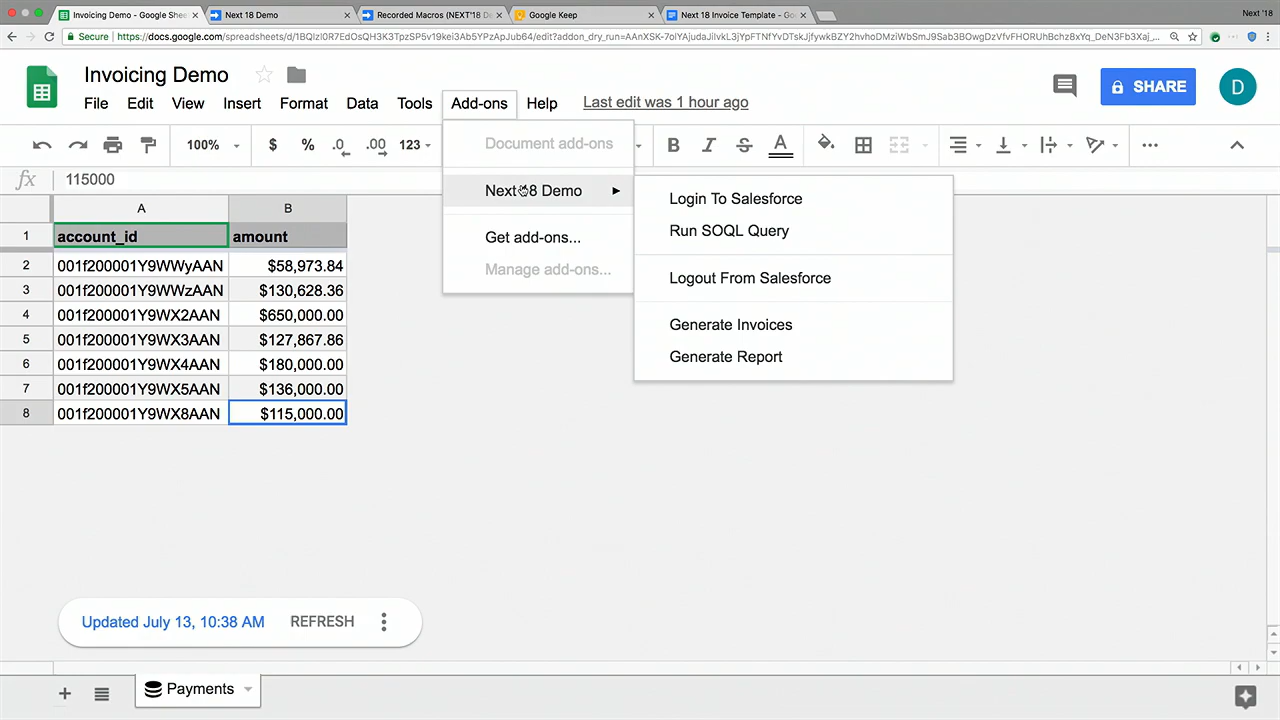 Invoicing Demo - Google Shee
Next 18 Demo
Recorded Macros (NEXT'18 D
Google Keep
Next 18 Invoice Template - Go
Next '18
Secure
Invoicing Demo
SHARE
D
File Edit View Insert Format Data Tools Add-ons Help Last edit was 1 hour ago
100% $ % .0 .00 123 B I S A
Document add-ons
fx 115000
Next 18 Demo
Login To Salesforce
Run SOQL Query
Get add-ons...
Manage add-ons...
Logout From Salesforce
Generate Invoices
Generate Report
A B
1 account_id amount
2 001f200001Y9WWyAAN $58,973.84
3 001f200001Y9WWzAAN $130,628.36
4 001f200001Y9WX2AAN $650,000.00
5 001f200001Y9WX3AAN $127,867.86
6 001f200001Y9WX4AAN $180,000.00
7 001f200001Y9WX5AAN $136,000.00
8 001f200001Y9WX8AAN $115,000.00
Updated July 13, 10:38 AM REFRESH
Payments